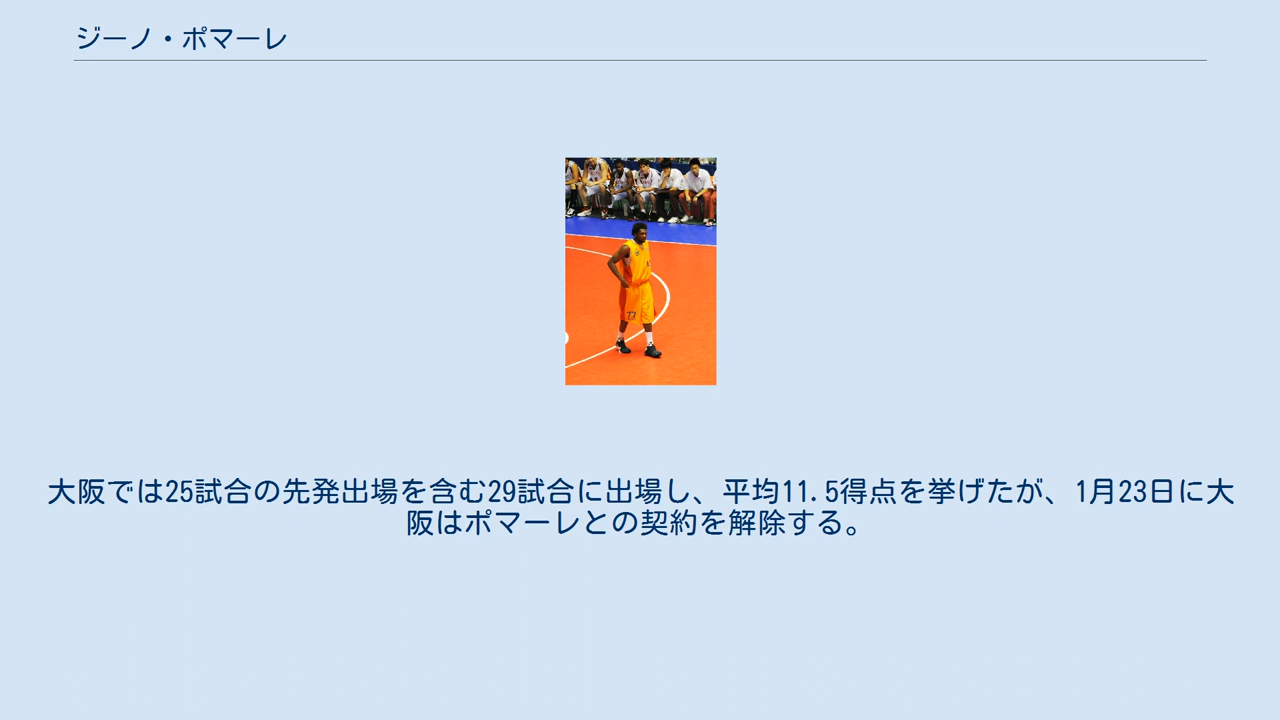 ジーノ・ポマーレ
大阪では25試合の先発出場を含む29試合に出場し、平均11.5得点を挙げたが、1月23日に大
阪はポマーレとの契約を解除する。